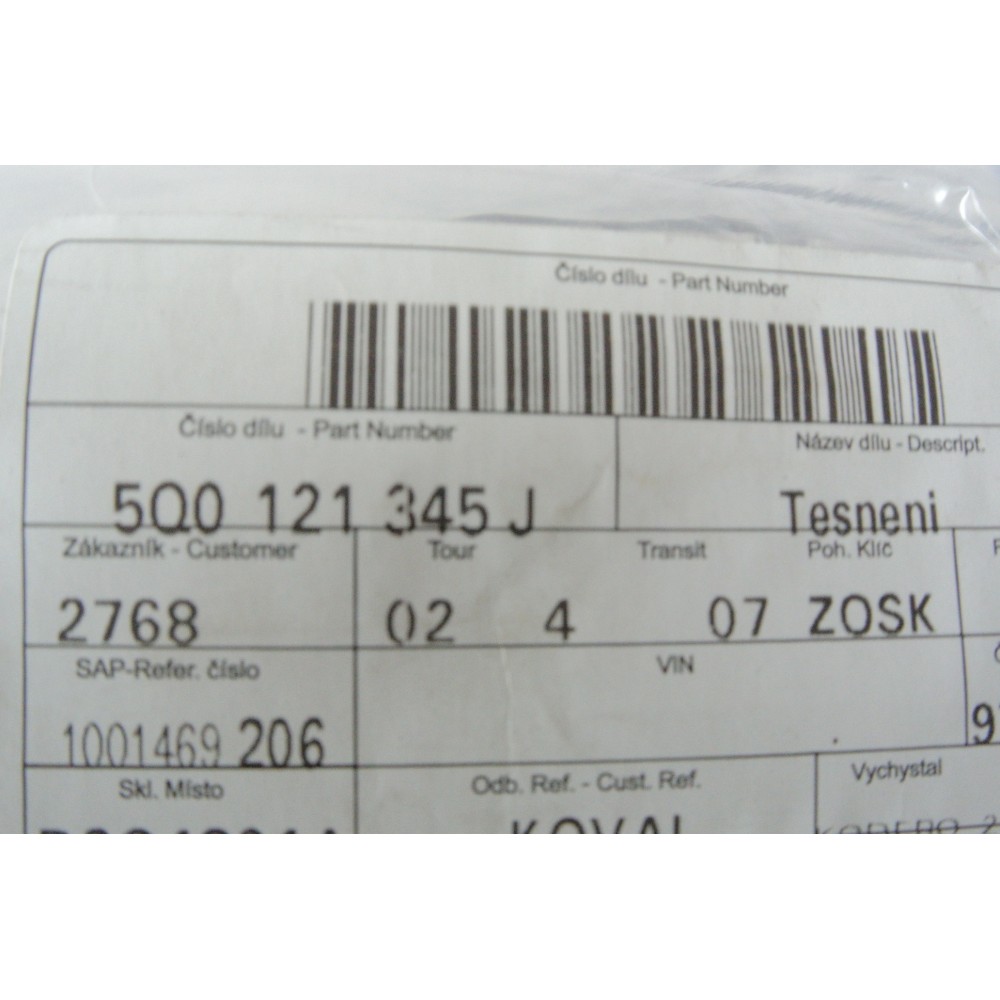 Číslo dílu - Part Number
Číslo dílu - Part Number
Název dílu - Descript.
5Q0 121 345 J
Tesneni
Zákazník - Customer
Tour
Transit
Poh. Klíc
2768
02 4 07 ZOSK
SAP-Refer. číslo
VIN
1001469 206
Skl. Místo
Odb. Ref. - Cust. Ref.
Vychystal